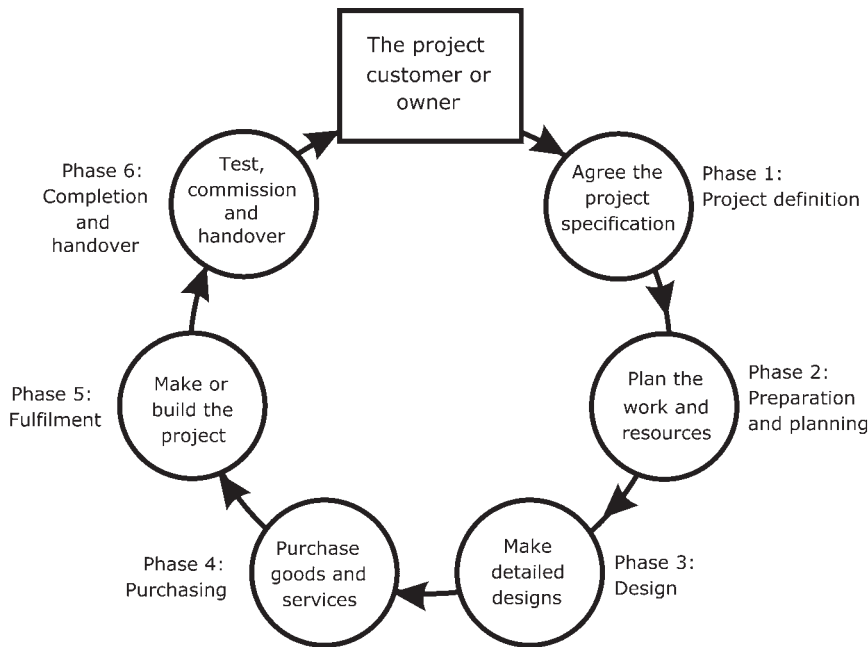 The project
customer or
owner
Agree the
project
specification
Phase 1:
Project definition
Plan the
work and
resources
Phase 2:
Preparation
and planning
Make
detailed
designs
Phase 3:
Design
Purchase
goods and
services
Phase 4:
Purchasing
Make or
build the
project
Phase 5:
Fulfilment
Test,
commission
and
handover
Phase 6:
Completion
and
handover